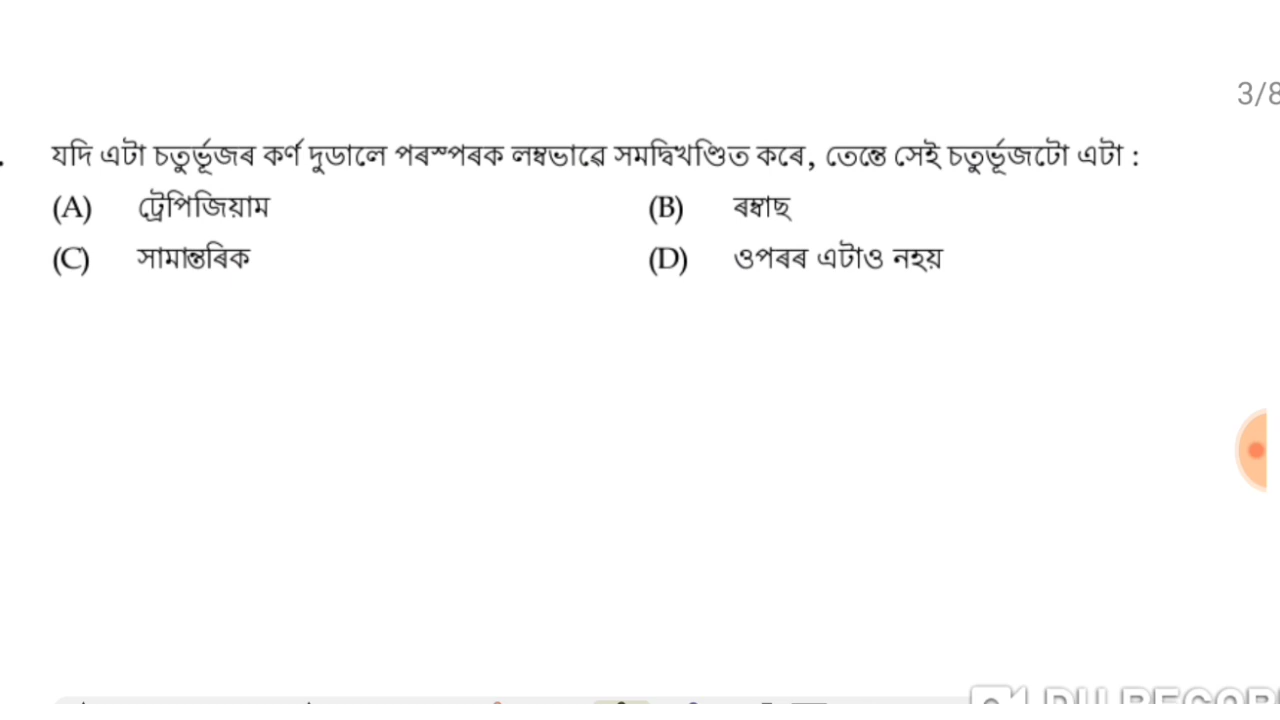 3/8
যদি এটা চতুৰ্ভূজৰ কৰ্ণ দুডালে পৰস্পৰক লম্বভাৱে সমদ্বিখণ্ডিত কৰে, তেন্তে সেই চতুৰ্ভূজটো এটা :
(A) ট্ৰেপিজিয়াম (B) ৰম্বাছ
(C) সামান্তৰিক (D) ওপৰৰ এটাও নহয়